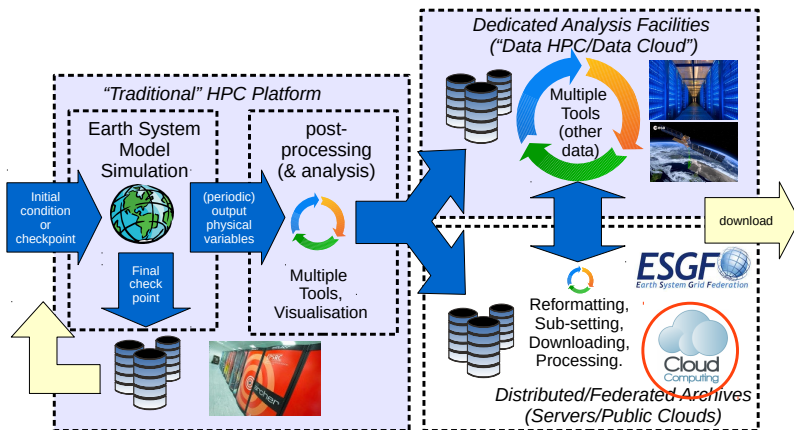 Dedicated Analysis Facilities
(“Data HPC/Data Cloud”)
“Traditional” HPC Platform
Earth System
Model
Simulation
post-
processing
(& analysis)
Multiple
Tools
(other
data)
esa
Initial
condition
or
checkpoint
(periodic)
output
physical
variables
download
Final
check
point
Multiple
Tools,
Visualisation
ESGF
Earth System Grid Federation
Reformatting,
Sub-setting,
Downloading,
Processing.
Cloud
Computing
archer
Distributed/Federated Archives
(Servers/Public Clouds)